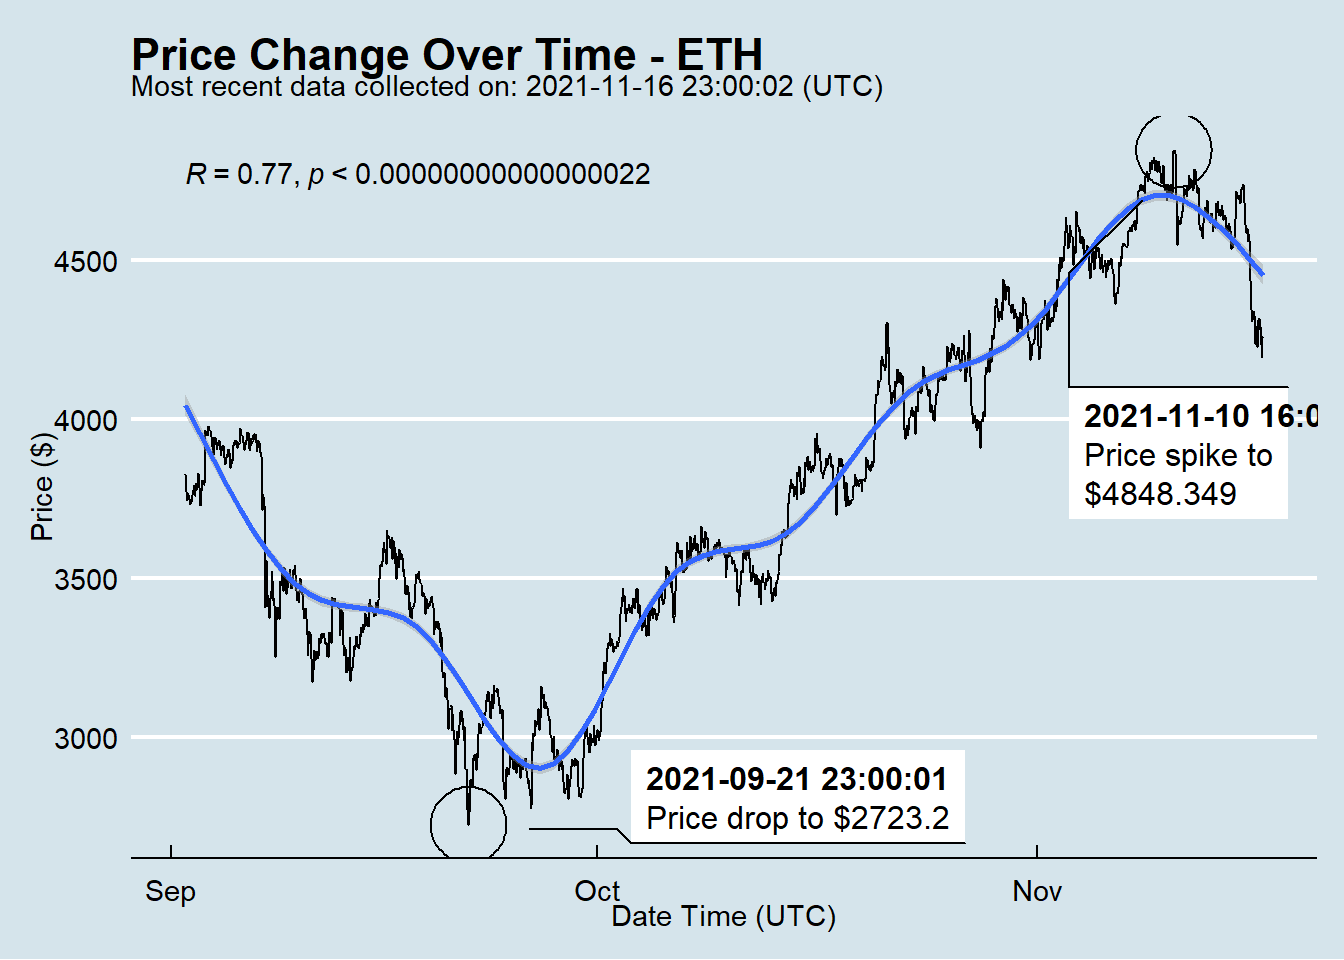 Price Change Over Time - ETH
Most recent data collected on: 2021-11-16 23:00:02 (UTC)
R = 0.77, p < 0.00000000000000022
4500
4000
3500
3000
Price ($)
2021-11-10 16:0
Price spike to
$4848.349
2021-09-21 23:00:01
Price drop to $2723.2
Sep
Oct
Nov
Date Time (UTC)